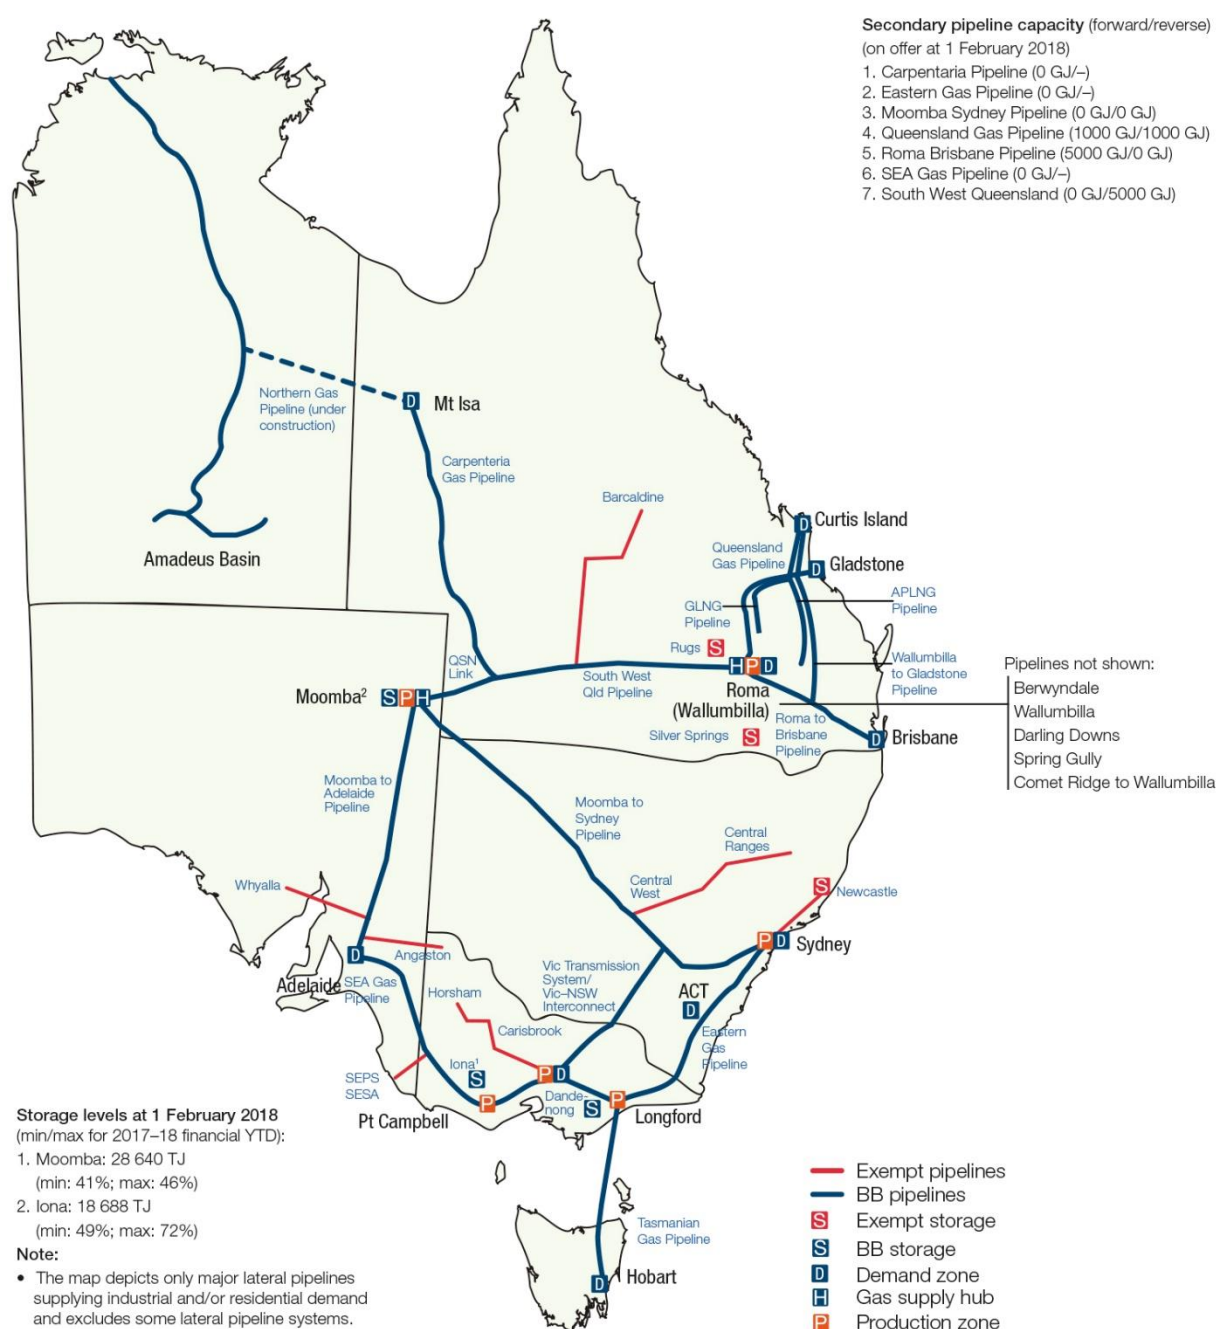 Secondary pipeline capacity (forward/reverse)
(on offer at 1 February 2018)
1. Carpentaria Pipeline (0 GJ/–)
2. Eastern Gas Pipeline (0 GJ/–)
3. Moomba Sydney Pipeline (0 GJ/0 GJ)
4. Queensland Gas Pipeline (1000 GJ/1000 GJ)
5. Roma Brisbane Pipeline (5000 GJ/0 GJ)
6. SEA Gas Pipeline (0 GJ/–)
7. South West Queensland (0 GJ/5000 GJ)
Northern Gas
Pipeline (under
construction)
D
Mt Isa
Carpenteria
Gas Pipeline
Amadeus Basin
Barcaldine
D
Curtis Island
Queensland
Gas Pipeline
D
Gladstone
GLNG
Pipeline
APLNG
Pipeline
Rugs
S
QSN
Link
South West
Qld Pipeline
H P D
Roma
(Wallumbilla)
Wallumbilla
to Gladstone
Pipeline
Pipelines not shown:
Berwyndale
Wallumbilla
Darling Downs
Spring Gully
Comet Ridge to Wallumbilla
Moomba²
S P H
Silver Springs
S
Roma to
Brisbane
Pipeline
D
Brisbane
Moomba to
Adelaide
Pipeline
Moomba to
Sydney
Pipeline
Central
Ranges
Central
West
Whyalla
S
Newcastle
P D
Sydney
Angaston
D
Adelaide
SEA Gas
Pipeline
Vic Transmission
System/
Vic–NSW
Interconnect
ACT
D
Horsham
Carisbrook
Eastern
Gas
Pipeline
Iona¹
S
P D
SEPS
SESA
P
Pt Campbell
Dande-
nong
S
P
Longford
Tasmanian
Gas Pipeline
D
Hobart
Storage levels at 1 February 2018
(min/max for 2017–18 financial YTD):
1. Moomba: 28 640 TJ
(min: 41%; max: 46%)
2. Iona: 18 688 TJ
(min: 49%; max: 72%)
Note:
• The map depicts only major lateral pipelines
supplying industrial and/or residential demand
and excludes some lateral pipeline systems.
Exempt pipelines
BB pipelines
S Exempt storage
S BB storage
D Demand zone
H Gas supply hub
P Production zone